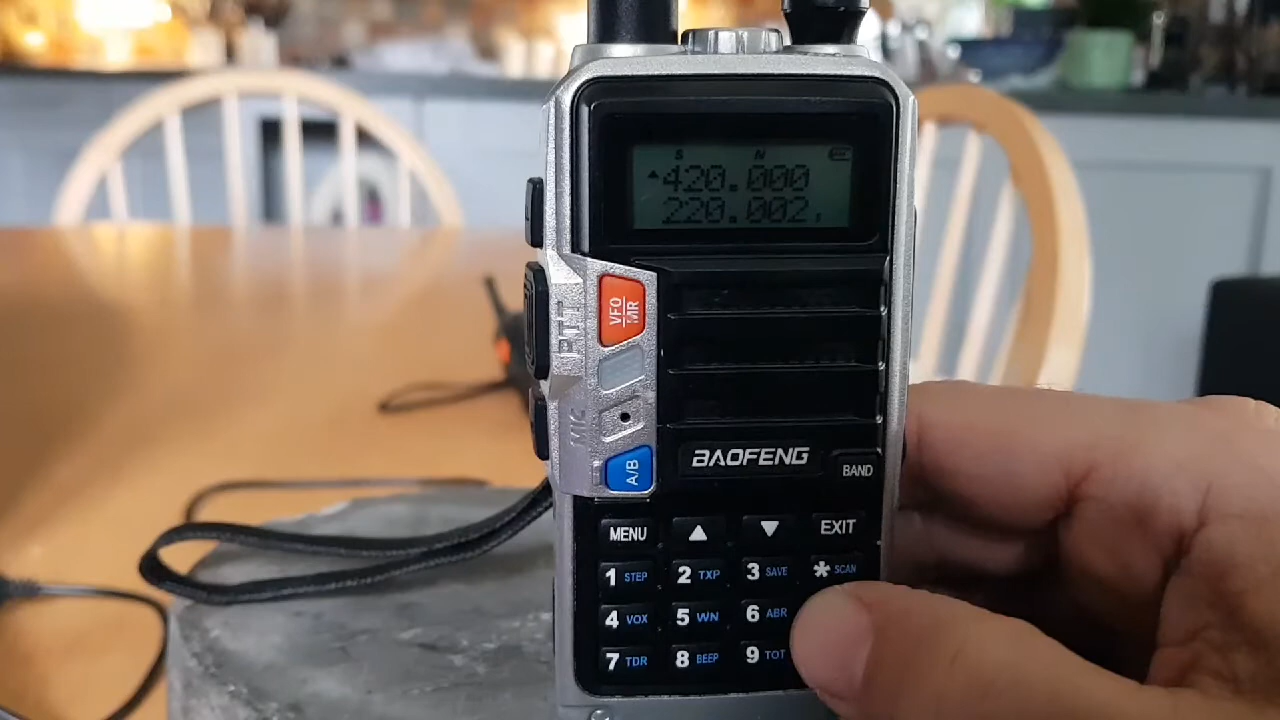 S N
▲420.000
220.002
VFO
MR
PTT
MIC
A/B
BAOFENG
BAND
MENU ▲ ▼ EXIT
1 STEP 2 TXP 3 SAVE * SCAN
4 VOX 5 WN 6 ABR
7 TDR 8 BEEP 9 TOT